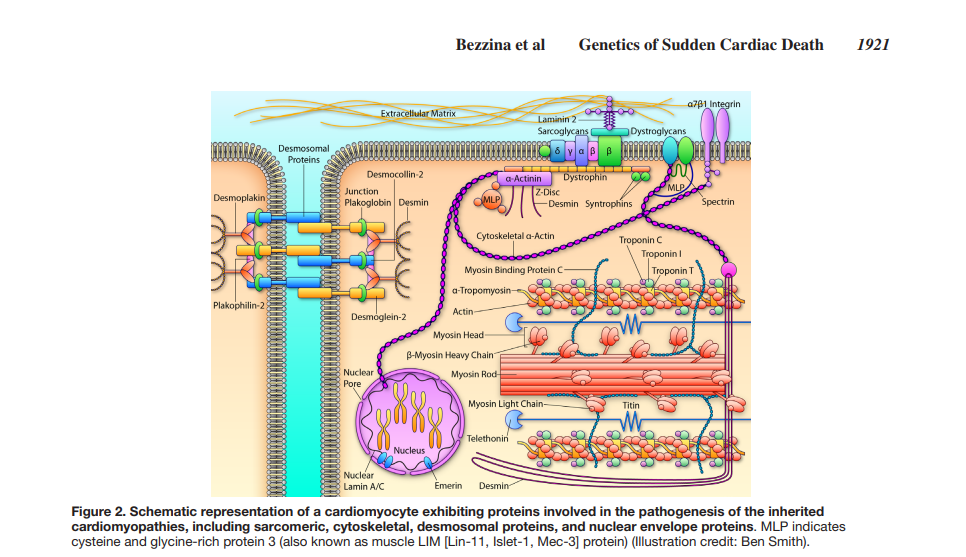 Bezzina et al Genetics of Sudden Cardiac Death 1921
Extracellular Matrix
α7β1 Integrin
Laminin 2
Sarcoglycans
Dystroglycans
Desmosomal
Proteins
δ γ α β β
Desmocollin-2
α-Actinin
Dystrophin
MLP
Desmoplakin
Junction
Plakoglobin
Desmin
MLP
Z-Disc
Desmin
Syntrophins
Spectrin
Cytoskeletal α-Actin
Troponin C
Troponin I
Troponin T
Myosin Binding Protein C
α-Tropomyosin
Actin
Plakophilin-2
Desmoglein-2
Myosin Head
β-Myosin Heavy Chain
Nuclear
Pore
Myosin Rod
Myosin Light Chain
Titin
Telethonin
Nucleus
Nuclear
Lamin A/C
Emerin
Desmin
Figure 2. Schematic representation of a cardiomyocyte exhibiting proteins involved in the pathogenesis of the inherited
cardiomyopathies, including sarcomeric, cytoskeletal, desmosomal proteins, and nuclear envelope proteins. MLP indicates
cysteine and glycine-rich protein 3 (also known as muscle LIM [Lin-11, Islet-1, Mec-3] protein) (Illustration credit: Ben Smith).